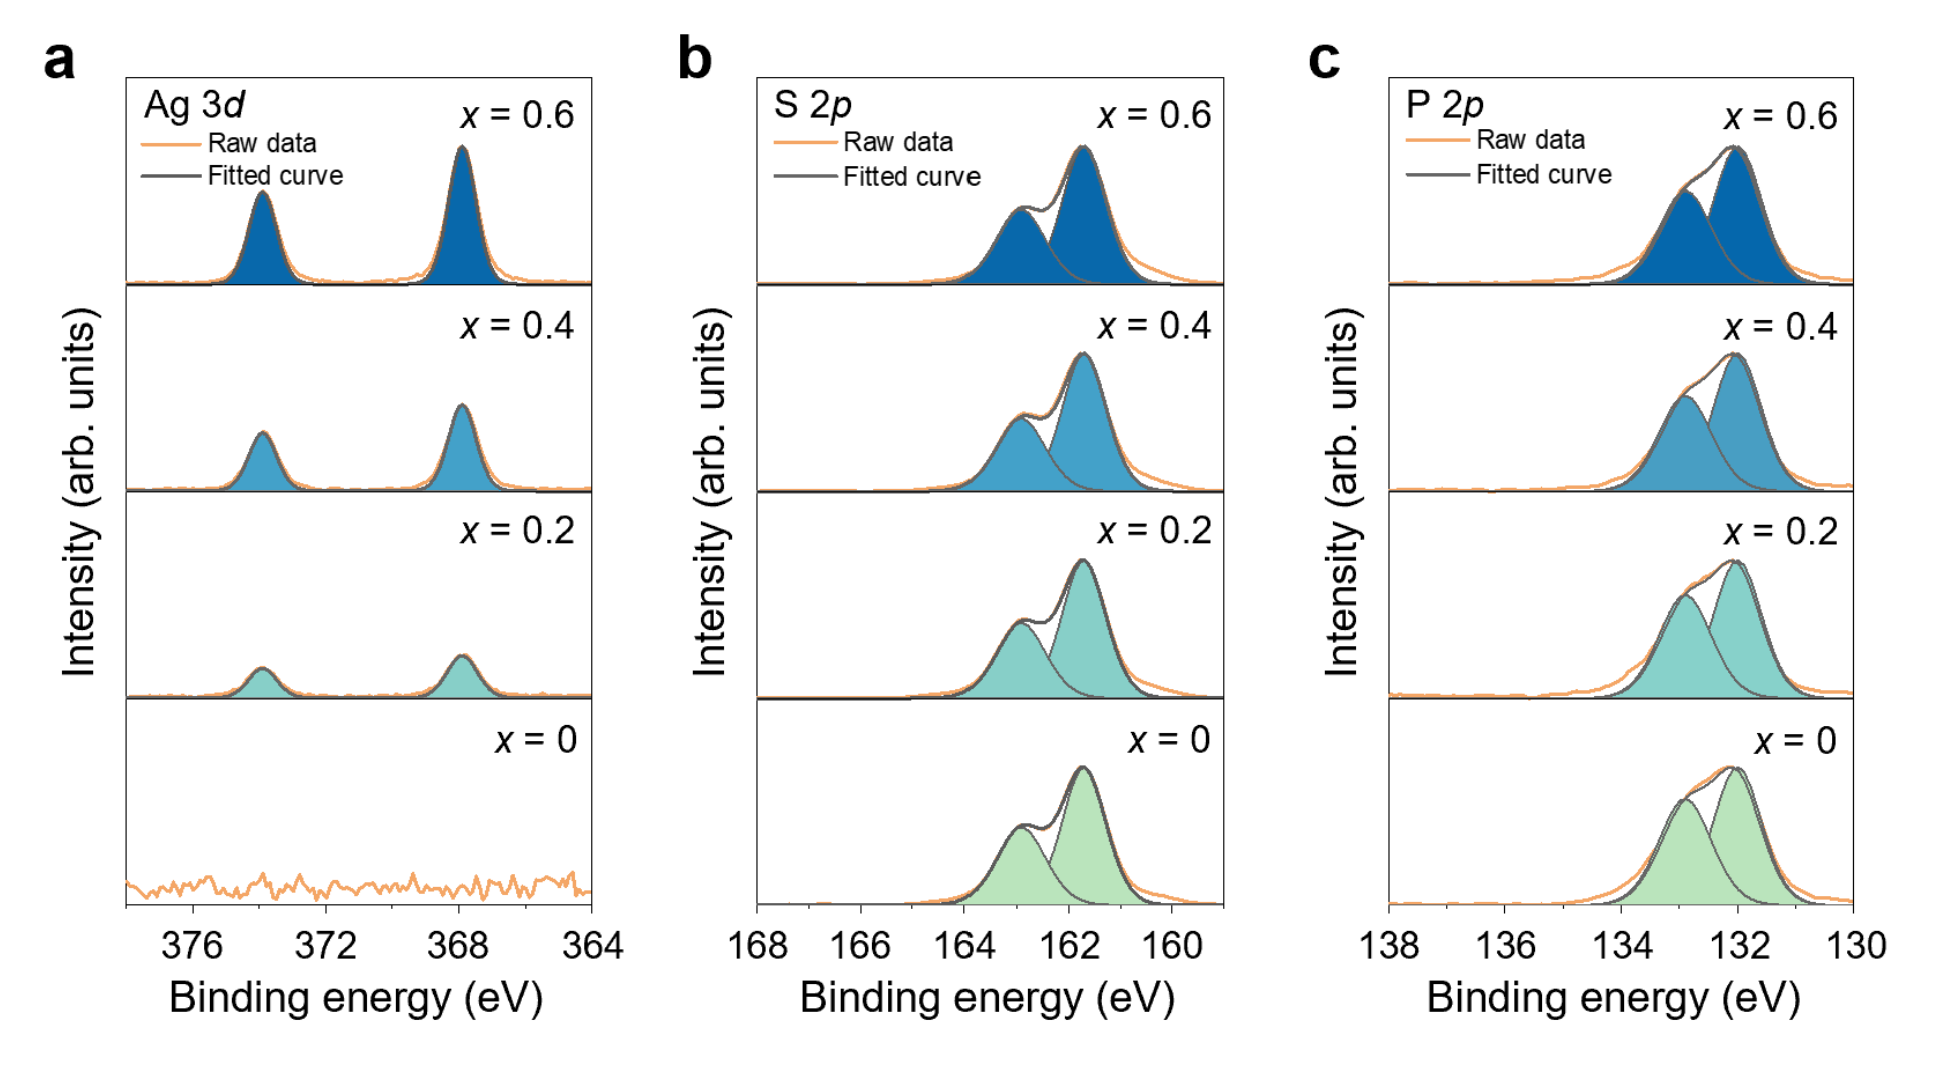 a
Ag 3d
x = 0.6
Raw data
Fitted curve
x = 0.4
x = 0.2
x = 0
Intensity (arb. units)
376 372 368 364
Binding energy (eV)
b
S 2p
x = 0.6
Raw data
Fitted curve
x = 0.4
x = 0.2
x = 0
Intensity (arb. units)
168 166 164 162 160
Binding energy (eV)
c
P 2p
x = 0.6
Raw data
Fitted curve
x = 0.4
x = 0.2
x = 0
Intensity (arb. units)
138 136 134 132 130
Binding energy (eV)